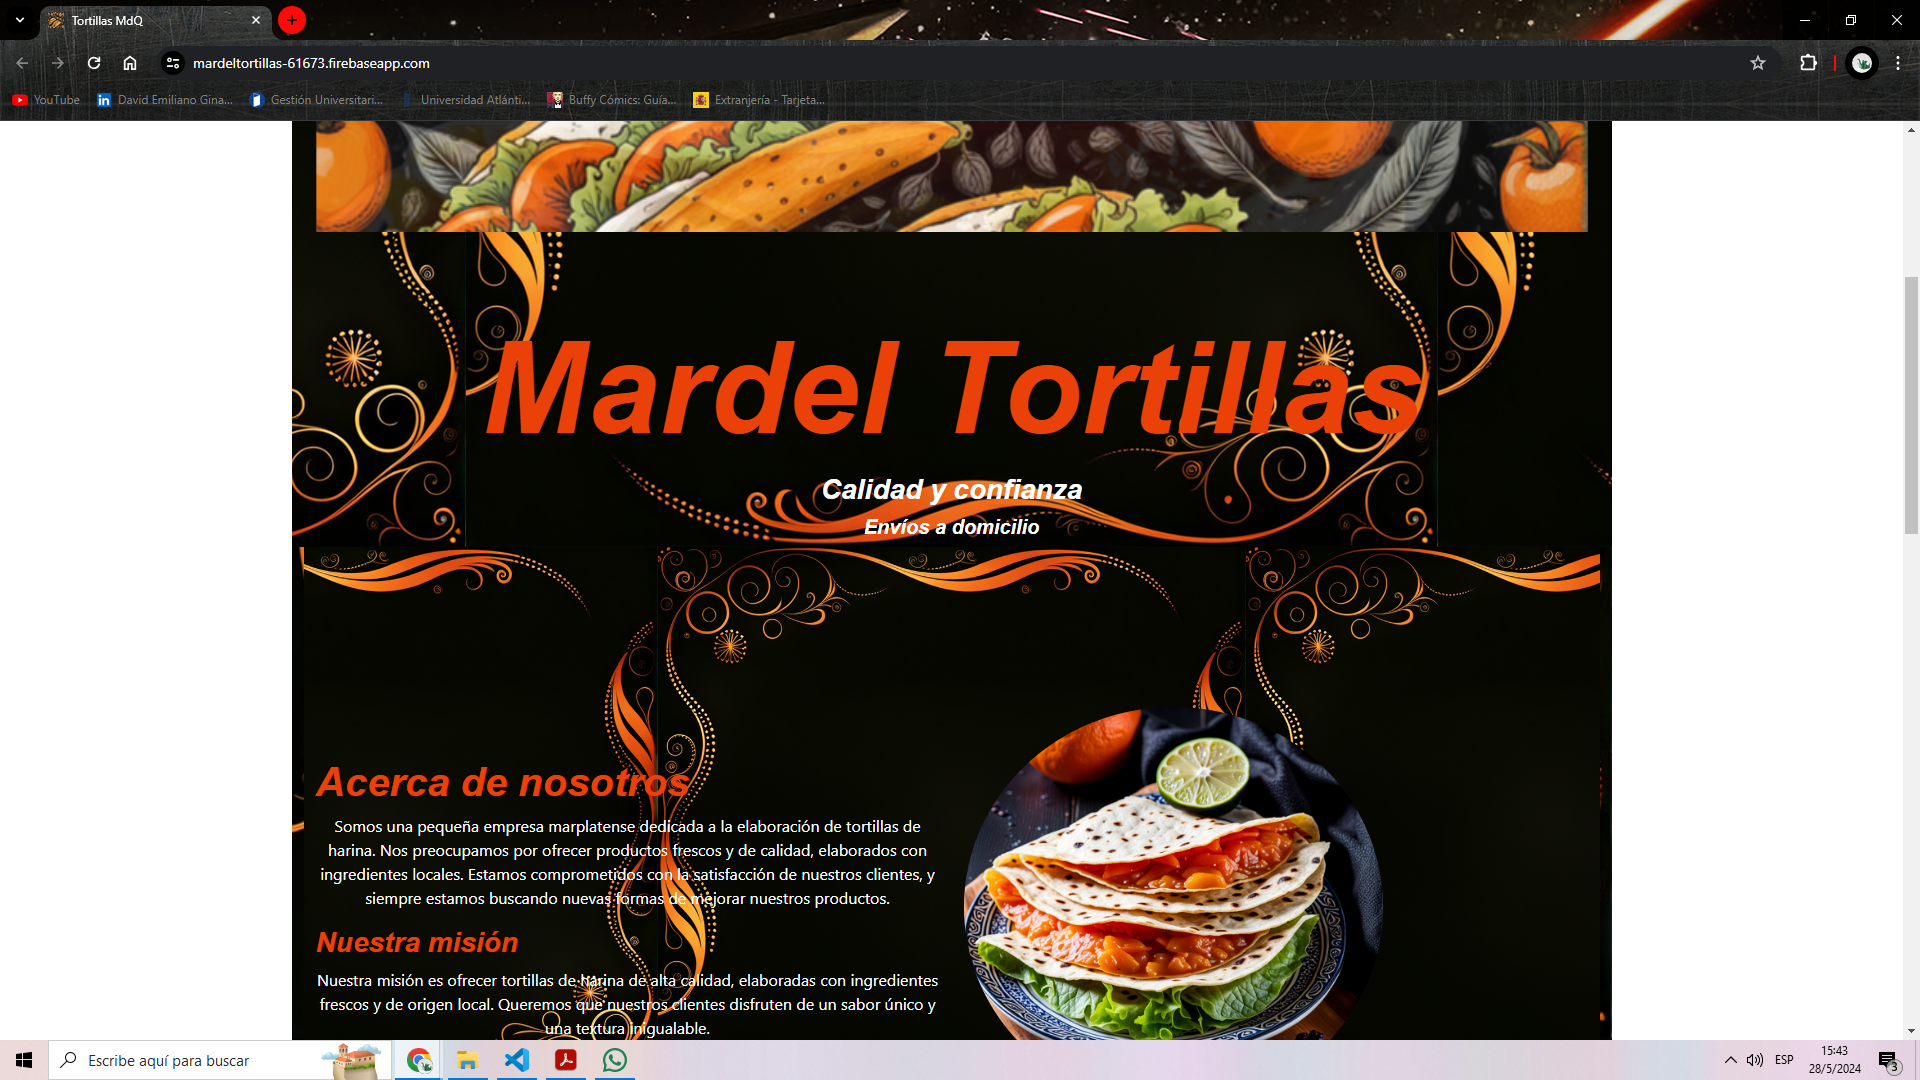 Tortillas MdQ
mardeltortillas-61673.firebaseapp.com
YouTube
David Emiliano Gina...
Gestión Universitari...
Universidad Atlánti...
Buffy Cómics: Guía...
Extranjería - Tarjeta...
Mardel Tortillas
Calidad y confianza
Envíos a domicilio
Acerca de nosotros
Somos una pequeña empresa marplatense dedicada a la elaboración de tortillas de
harina. Nos preocupamos por ofrecer productos frescos y de calidad, elaborados con
ingredientes locales. Estamos comprometidos con la satisfacción de nuestros clientes, y
siempre estamos buscando nuevas formas de mejorar nuestros productos.
Nuestra misión
Nuestra misión es ofrecer tortillas de harina de alta calidad, elaboradas con ingredientes
frescos y de origen local. Queremos que nuestros clientes disfruten de un sabor único y
una textura inigualable.
Escribe aquí para buscar
ESP
15:43
28/5/2024
3